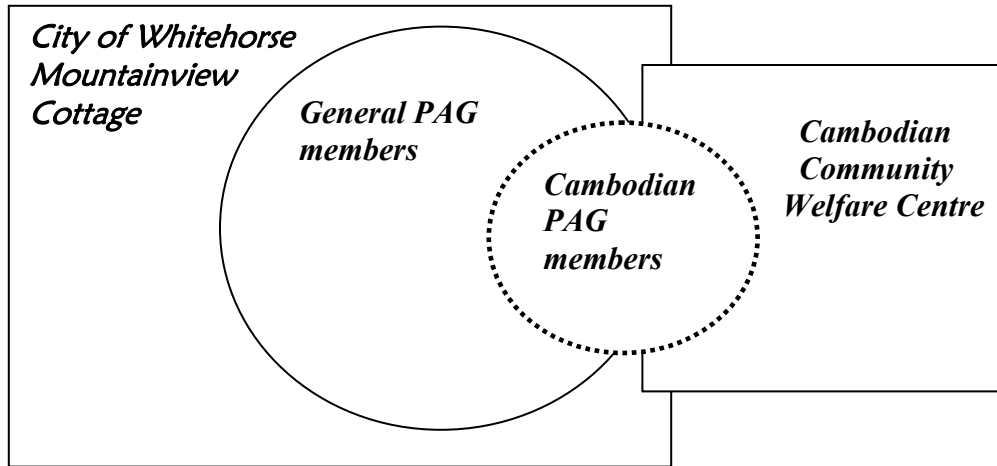 City of Whitehorse
Mountainview
Cottage
General PAG
members
Cambodian
PAG
members
Cambodian
Community
Welfare Centre